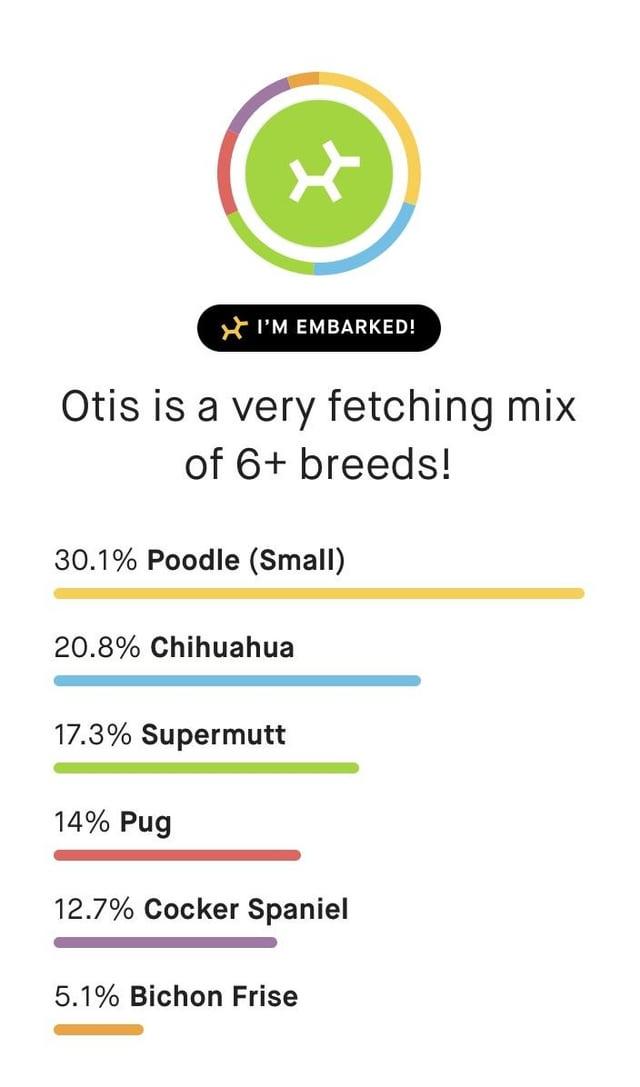 I'M EMBARKED!
Otis is a very fetching mix
of 6+ breeds!
30.1% Poodle (Small)
20.8% Chihuahua
17.3% Supermutt
14% Pug
12.7% Cocker Spaniel
5.1% Bichon Frise